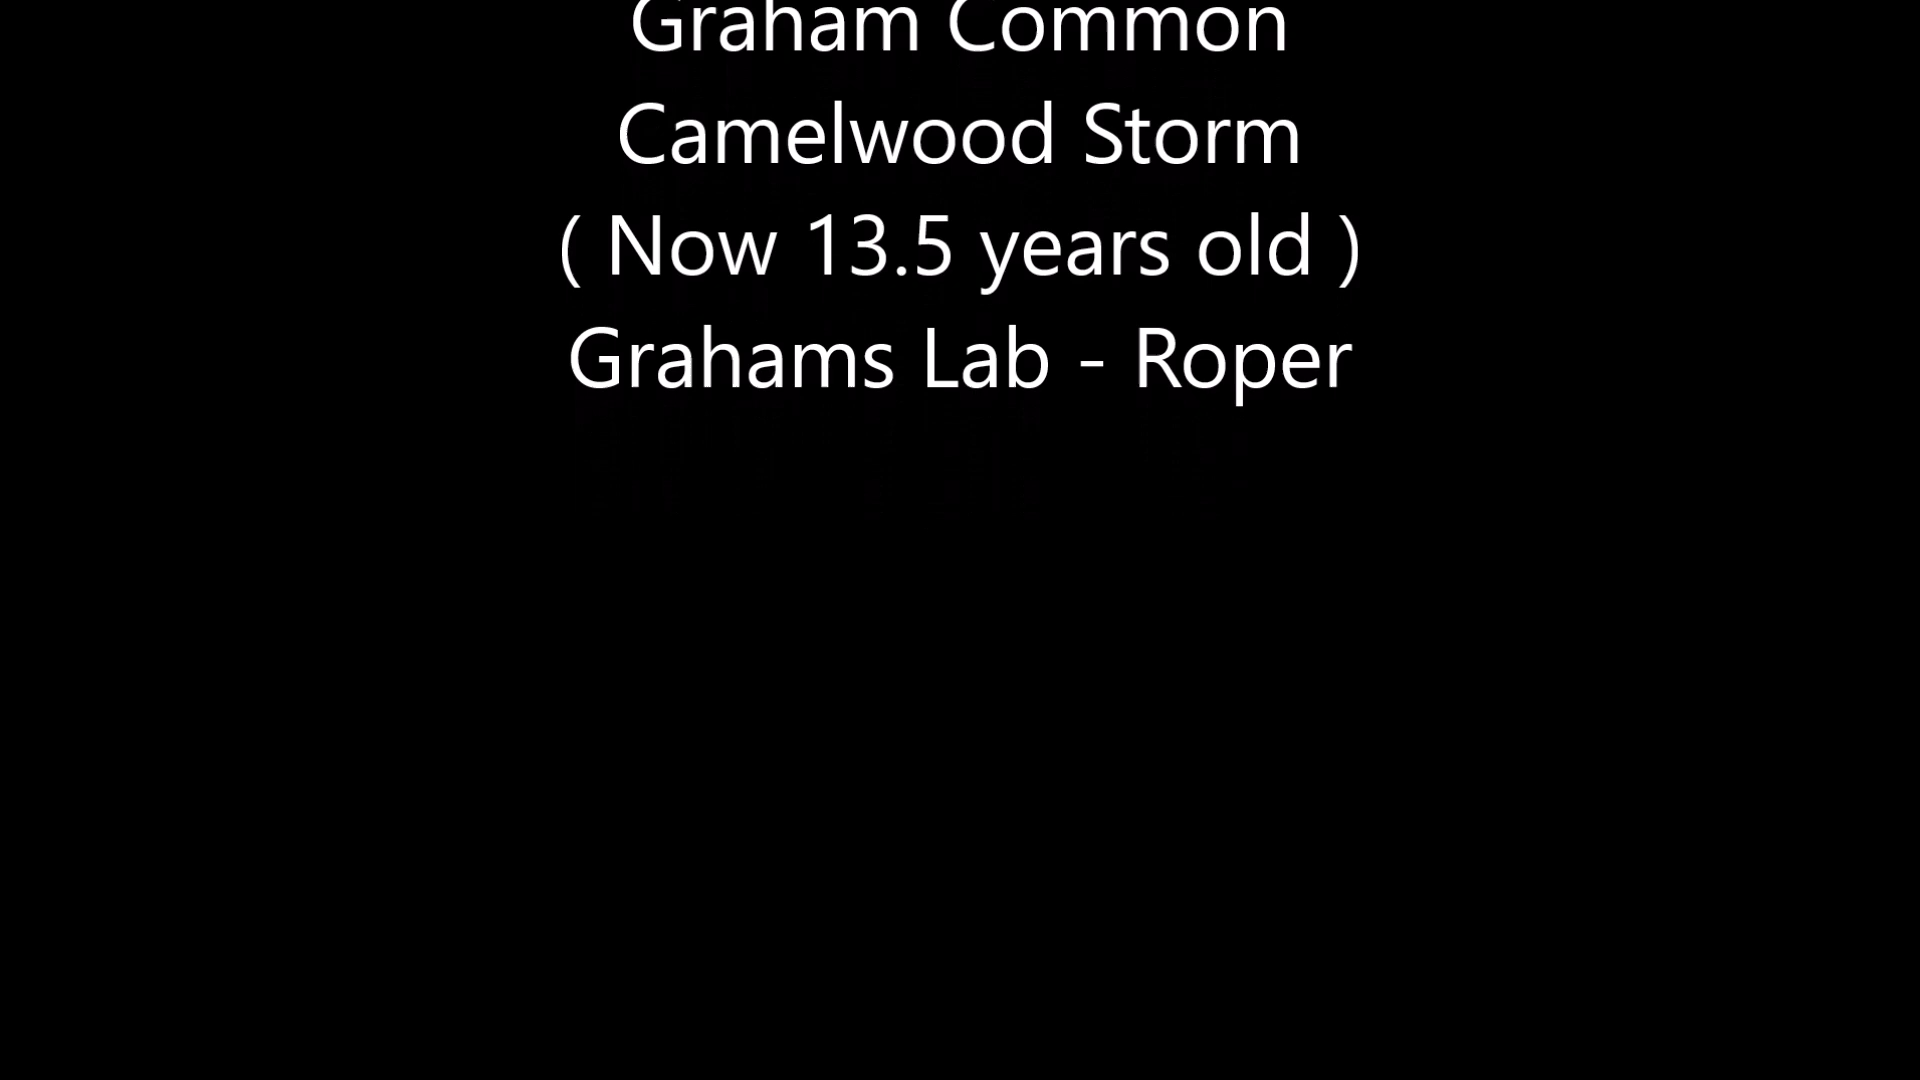 Graham Common
Camelwood Storm
( Now 13.5 years old )
Grahams Lab - Roper